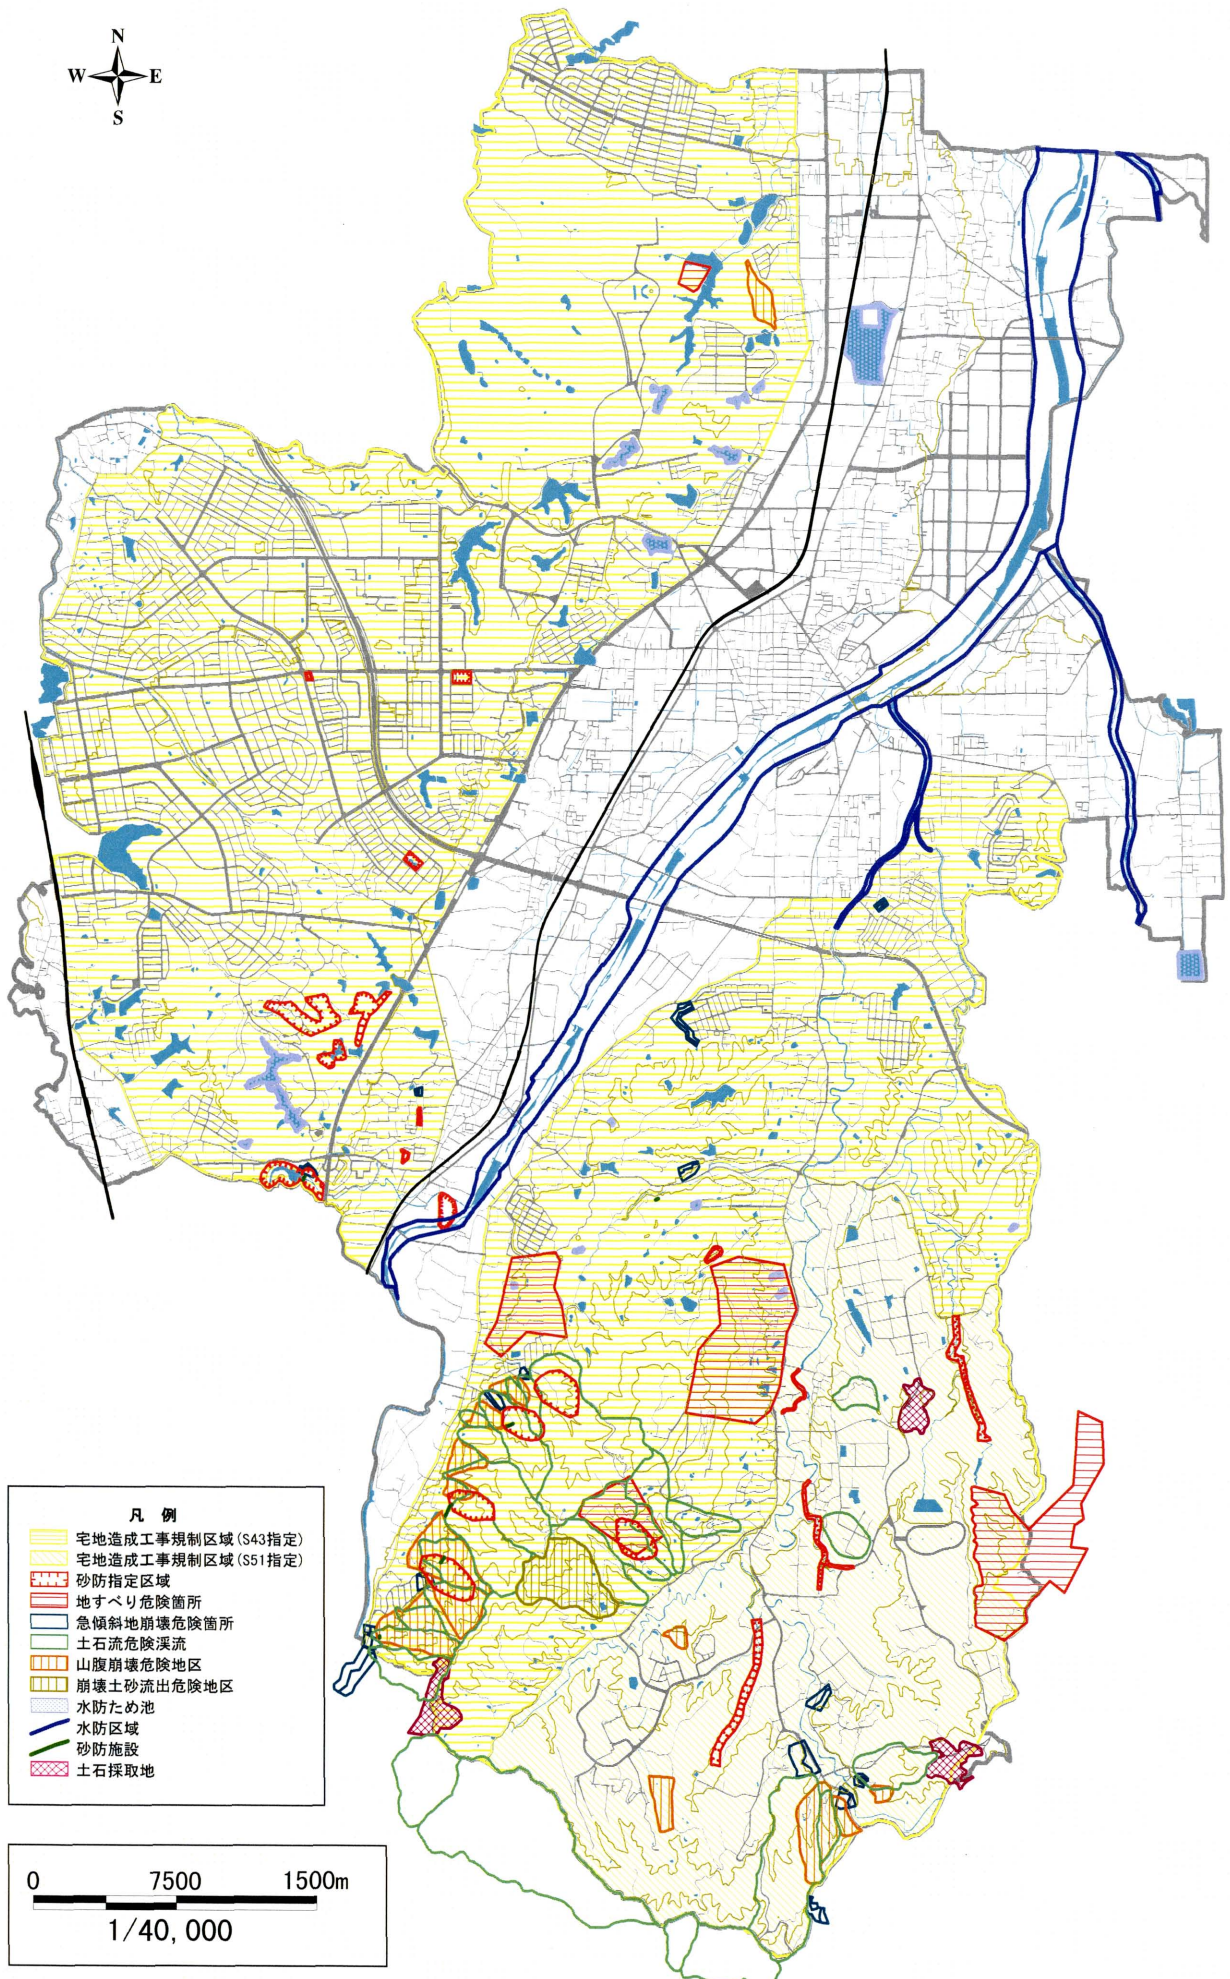 N
W E
S
凡 例
宅地造成工事規制区域(S43指定)
宅地造成工事規制区域(S51指定)
砂防指定区域
地すべり危険箇所
急傾斜地崩壊危険箇所
土石流危険渓流
山腹崩壊危険地区
崩壊土砂流出危険地区
水防ため池
水防区域
砂防施設
土石採取地
0 7500 1500m
1/40,000